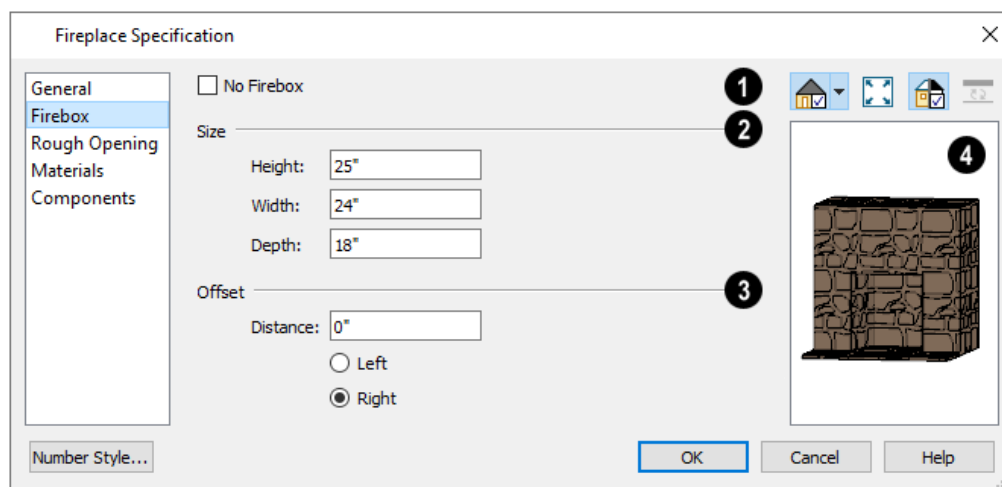 Fireplace Specification
General
Firebox
Rough Opening
Materials
Components
No Firebox
1
Size
2
Height: 25"
Width: 24"
Depth: 18"
4
Offset
3
Distance: 0"
Left
Right
Number Style...
OK
Cancel
Help